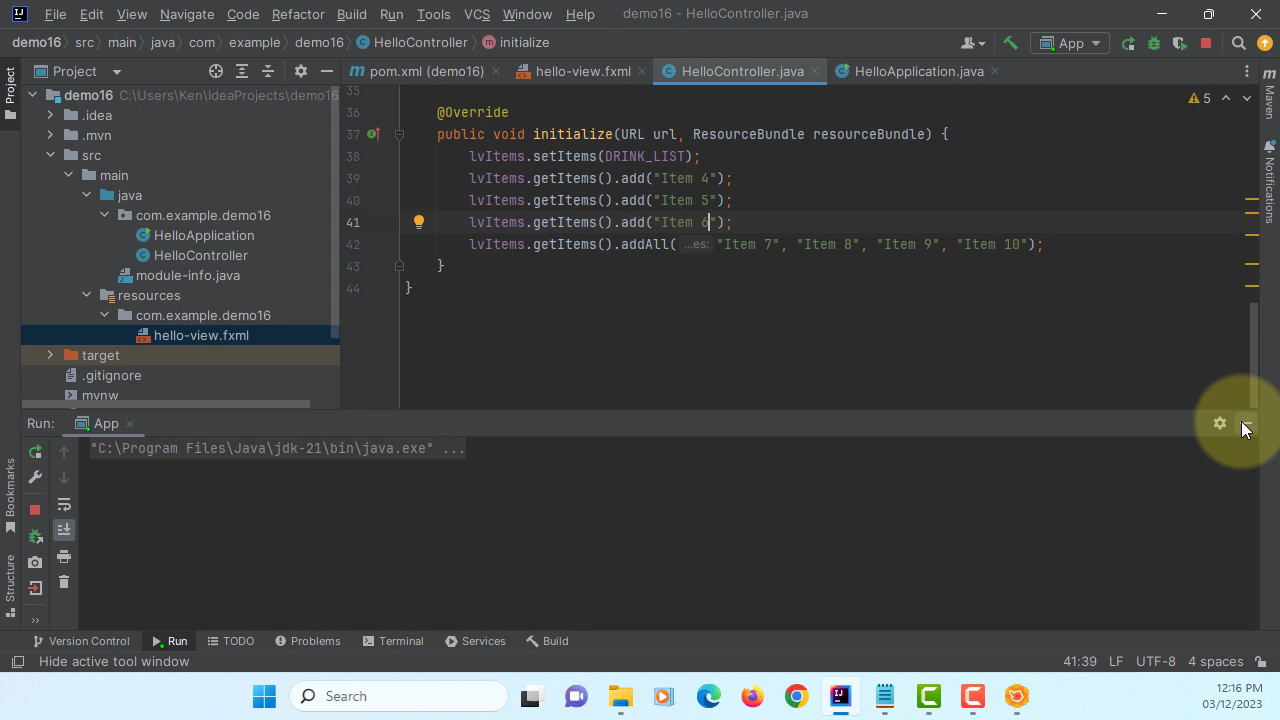 File Edit View Navigate Code Refactor Build Run Tools VCS Window Help demo16 - HelloController.java
demo16 src main java com example demo16 HelloController initialize App
Project Project pom.xml (demo16) hello-view.fxml HelloController.java HelloApplication.java
demo16 C:\Users\Ken\IdeaProjects\demo16
.idea
.mvn
src
main
java
com.example.demo16
HelloApplication
HelloController
module-info.java
resources
com.example.demo16
hello-view.fxml
target
.gitignore
mvnw
35
36 @Override
37 public void initialize(URL url, ResourceBundle resourceBundle) {
38 lvItems.setItems(DRINK_LIST);
39 lvItems.getItems().add("Item 4");
40 lvItems.getItems().add("Item 5");
41 lvItems.getItems().add("Item 6");
42 lvItems.getItems().addAll( ...es: "Item 7", "Item 8", "Item 9", "Item 10");
43 }
44 }
5
Maven
Notifications
Run: App
"C:\Program Files\Java\jdk-21\bin\java.exe" ...
Bookmarks
Structure
Version Control Run TODO Problems Terminal Services Build
Hide active tool window 41:39 LF UTF-8 4 spaces
Search
12:16 PM
03/12/2023